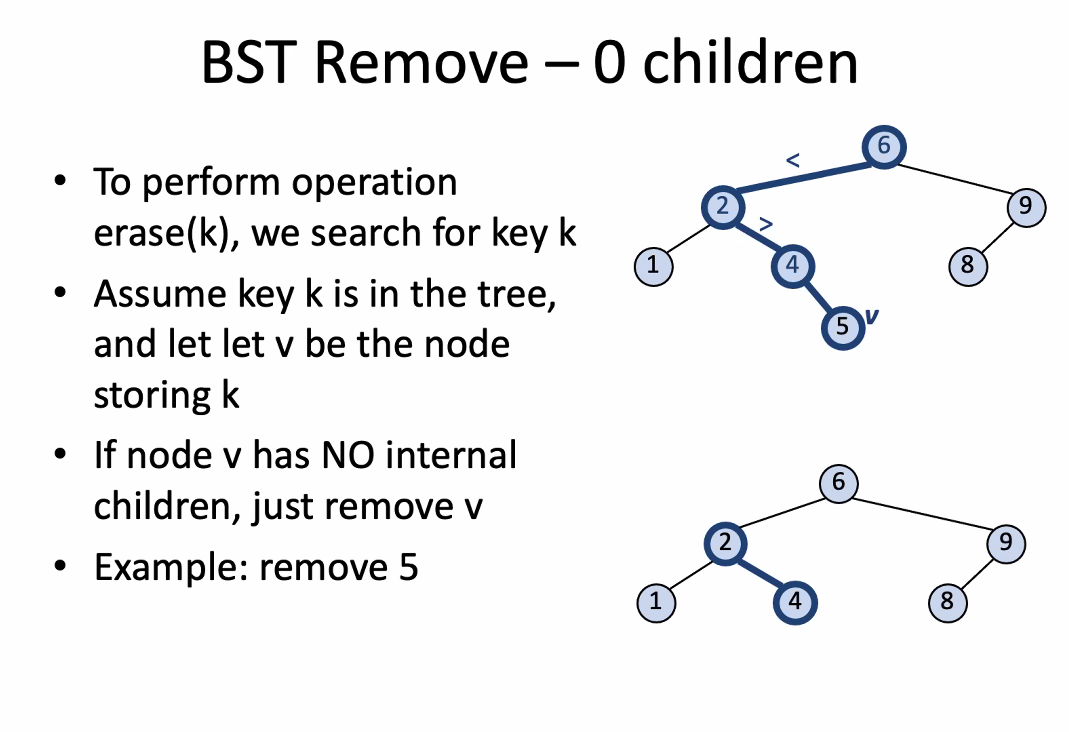 BST Remove – 0 children
• To perform operation
erase(k), we search for key k
• Assume key k is in the tree,
and let let v be the node
storing k
• If node v has NO internal
children, just remove v
• Example: remove 5
6
<
2
9
>
1
4
8
5
v
6
2
9
1
4
8